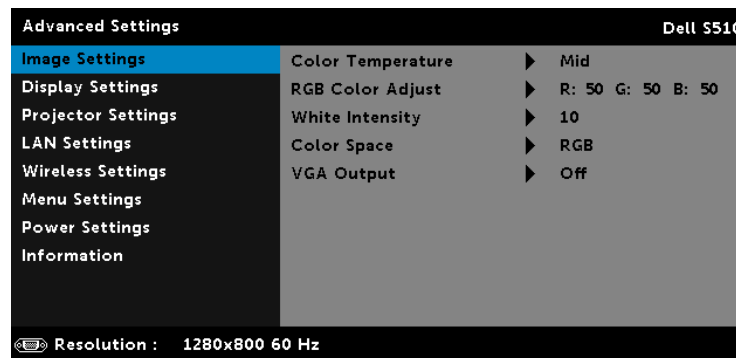 Advanced Settings Dell S510
Image Settings Color Temperature Mid
Display Settings RGB Color Adjust R: 50 G: 50 B: 50
Projector Settings White Intensity 10
LAN Settings Color Space RGB
Wireless Settings VGA Output Off
Menu Settings
Power Settings
Information
Resolution : 1280x800 60 Hz